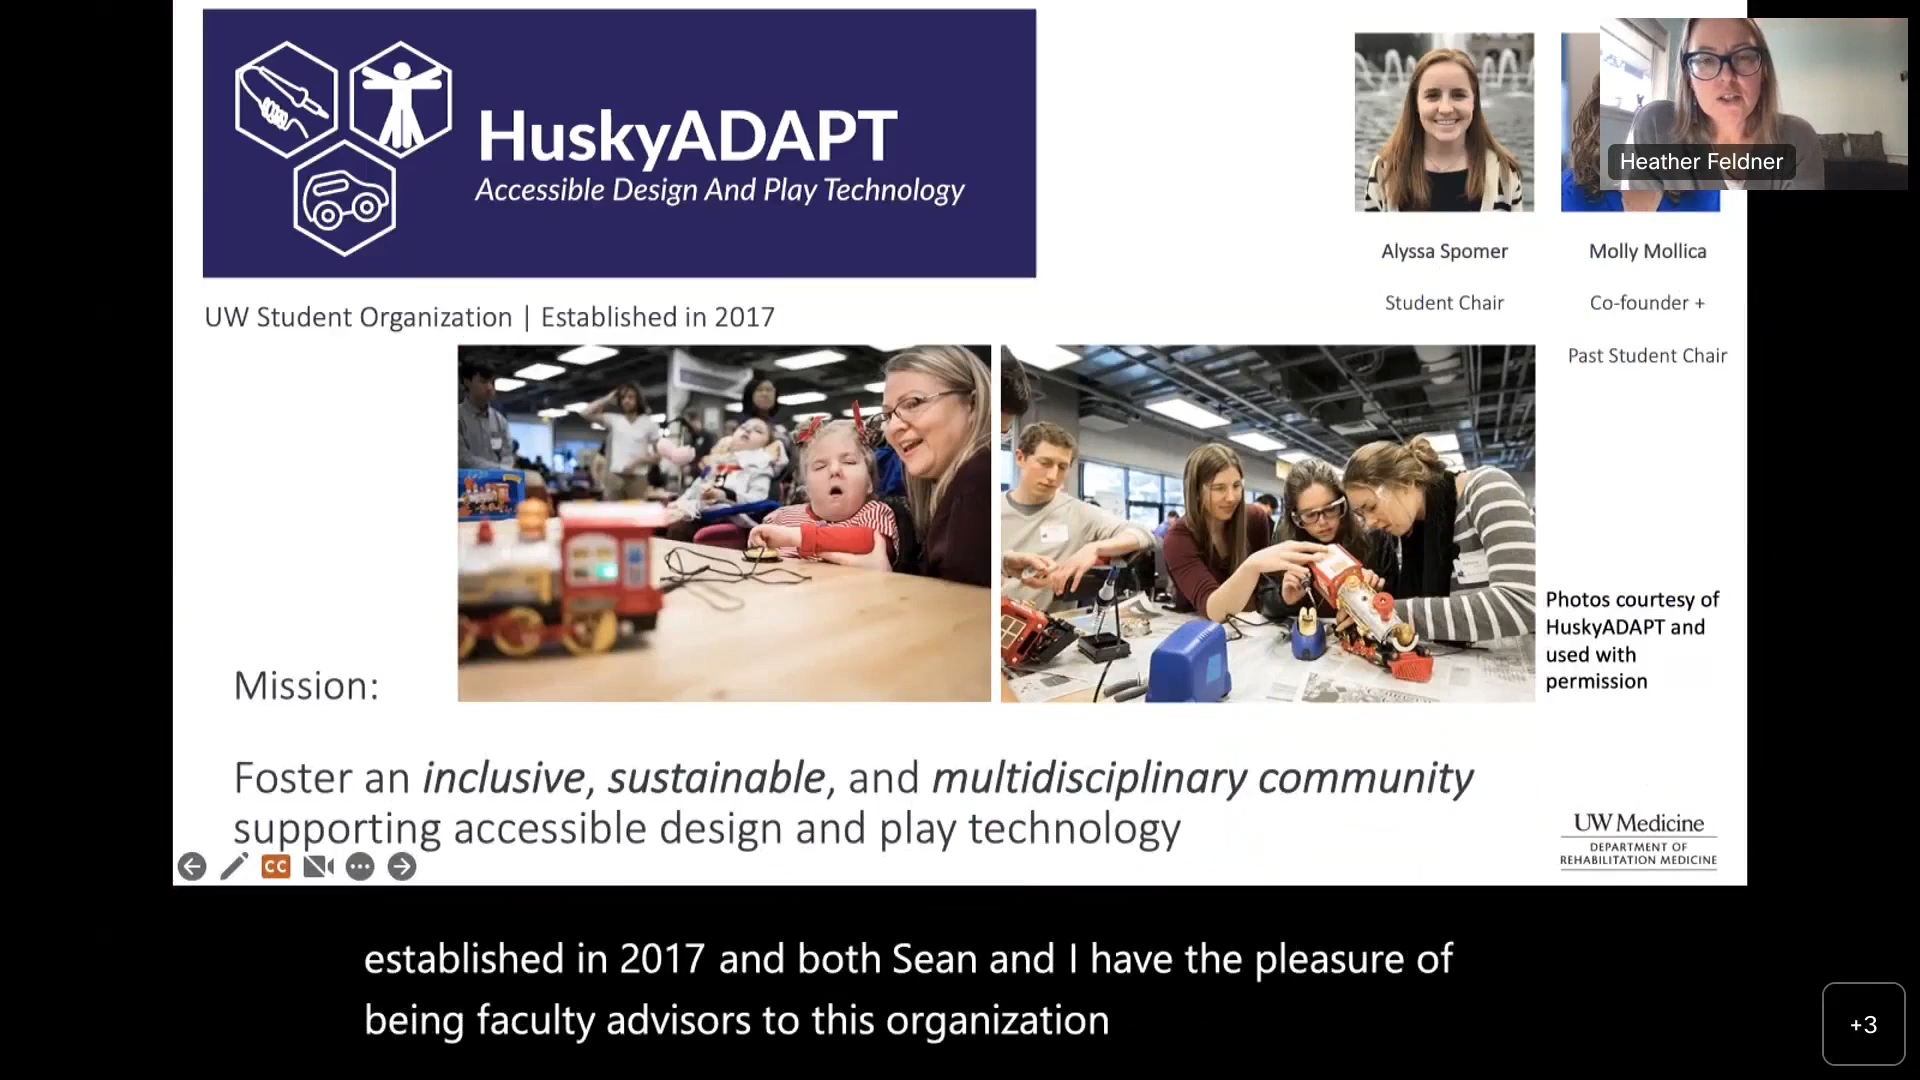 HuskyADAPT
Accessible Design And Play Technology
Heather Feldner
Alyssa Spomer
Student Chair
Molly Mollica
Co-founder +
Past Student Chair
UW Student Organization | Established in 2017
Photos courtesy of
HuskyADAPT and
used with
permission
Mission:
Foster an inclusive, sustainable, and multidisciplinary community
supporting accessible design and play technology
UW Medicine
DEPARTMENT OF
REHABILITATION MEDICINE
CC
established in 2017 and both Sean and I have the pleasure of
being faculty advisors to this organization
+3